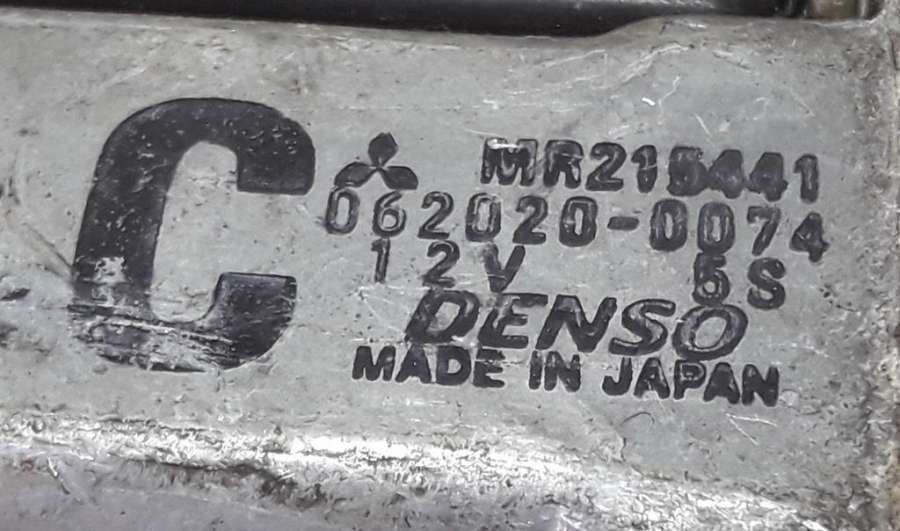 C
MR215441
062020-0074
12V 5S
DENSO
MADE IN JAPAN